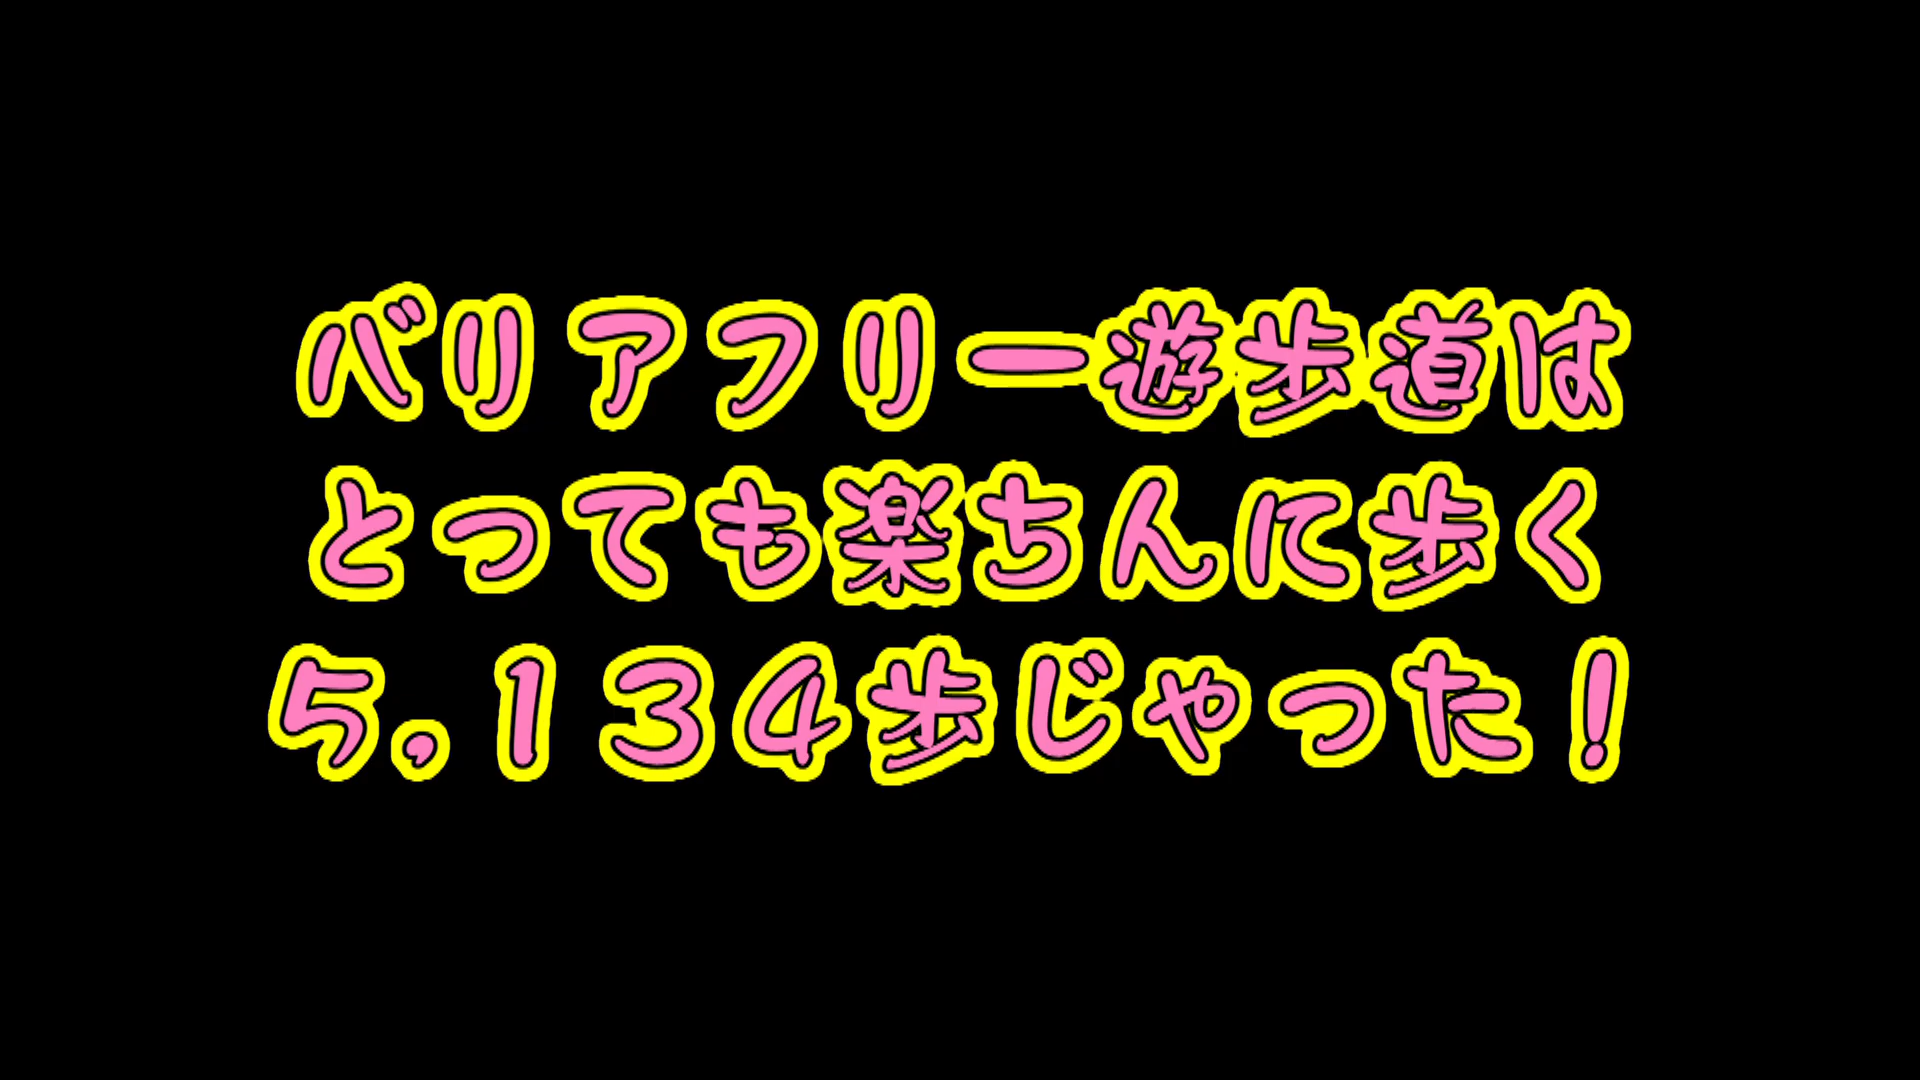 バリアフリー遊歩道は
とっても楽ちんに歩く
５，１３４歩じゃった！